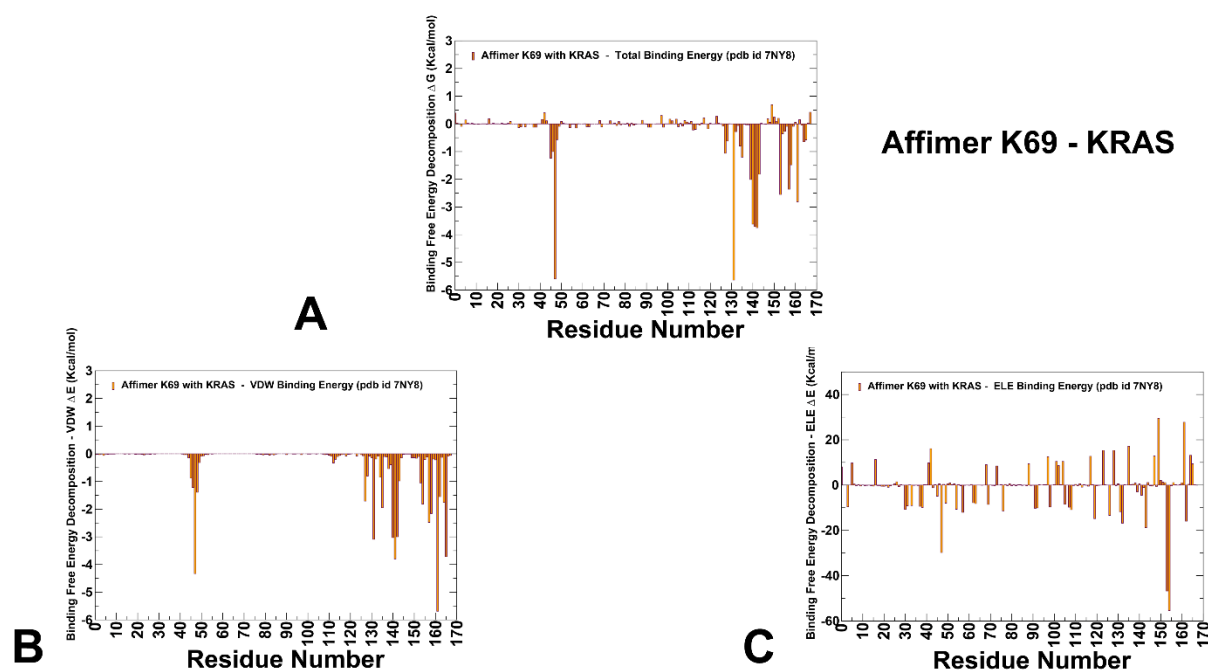 Affimer K69 with KRAS - Total Binding Energy (pdb id 7NY8)
Binding Free Energy Decomposition Δ G (Kcal/mol)
3
2
1
0
-1
-2
-3
-4
-5
-6
0 10 20 30 40 50 60 70 80 90 100 110 120 130 140 150 160 170
Residue Number
A
Affimer K69 - KRAS
Affimer K69 with KRAS - VDW Binding Energy (pdb id 7NY8)
Binding Free Energy Decomposition - VDW Δ E (Kcal/mol)
3
2
1
0
-1
-2
-3
-4
-5
-6
0 10 20 30 40 50 60 70 80 90 100 110 120 130 140 150 160 170
Residue Number
B
Affimer K69 with KRAS - ELE Binding Energy (pdb id 7NY8)
Binding Free Energy Decomposition - ELE Δ E (Kcal/m
40
20
0
-20
-40
-60
0 10 20 30 40 50 60 70 80 90 100 110 120 130 140 150 160 170
Residue Number
C